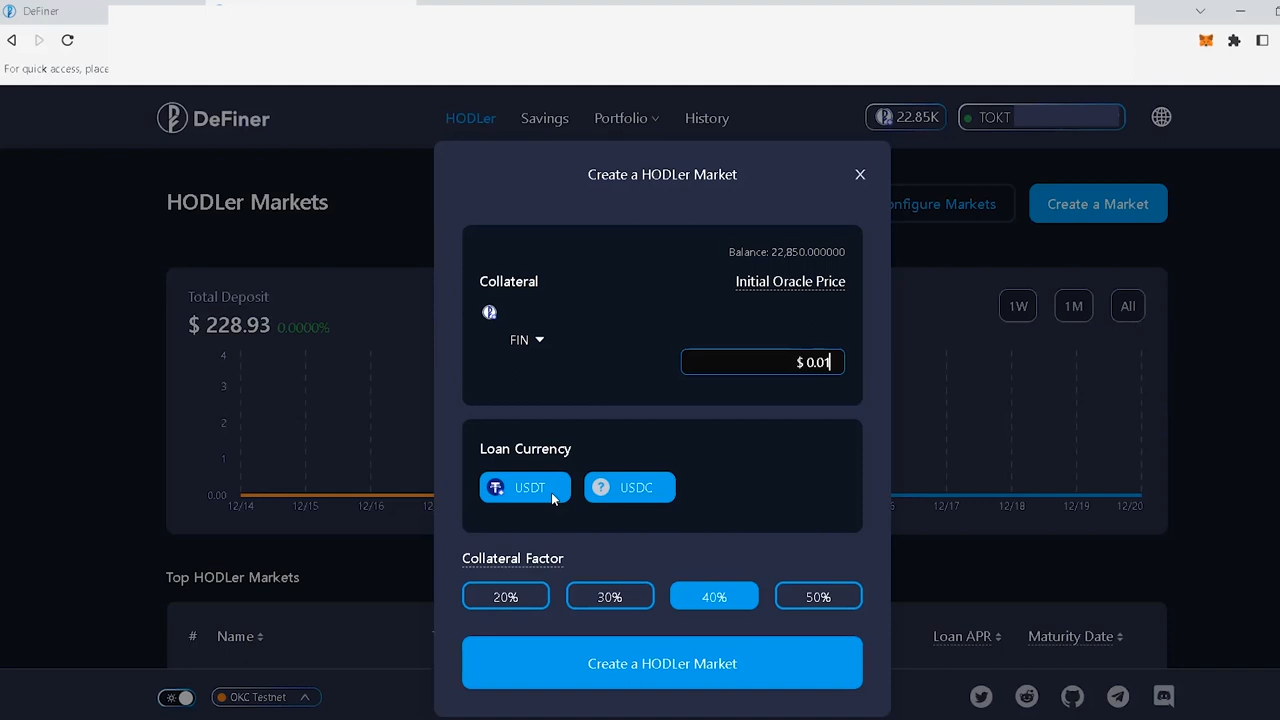 DeFiner
For quick access, place
DeFiner
HODLer
Savings
Portfolio
History
22.85K
TOKT
Create a HODLer Market
X
HODLer Markets
onfigure Markets
Create a Market
Balance: 22,850.000000
Collateral
Initial Oracle Price
Total Deposit
$ 228.93 0.0000%
1W
1M
All
FIN
$ 0.01
4
3
2
1
0.00
12/14
12/15
12/16
12/17
12/18
12/19
12/20
Loan Currency
USDT
? USDC
Collateral Factor
20%
30%
40%
50%
Top HODLer Markets
# Name
Loan APR
Maturity Date
Create a HODLer Market
OKC Testnet